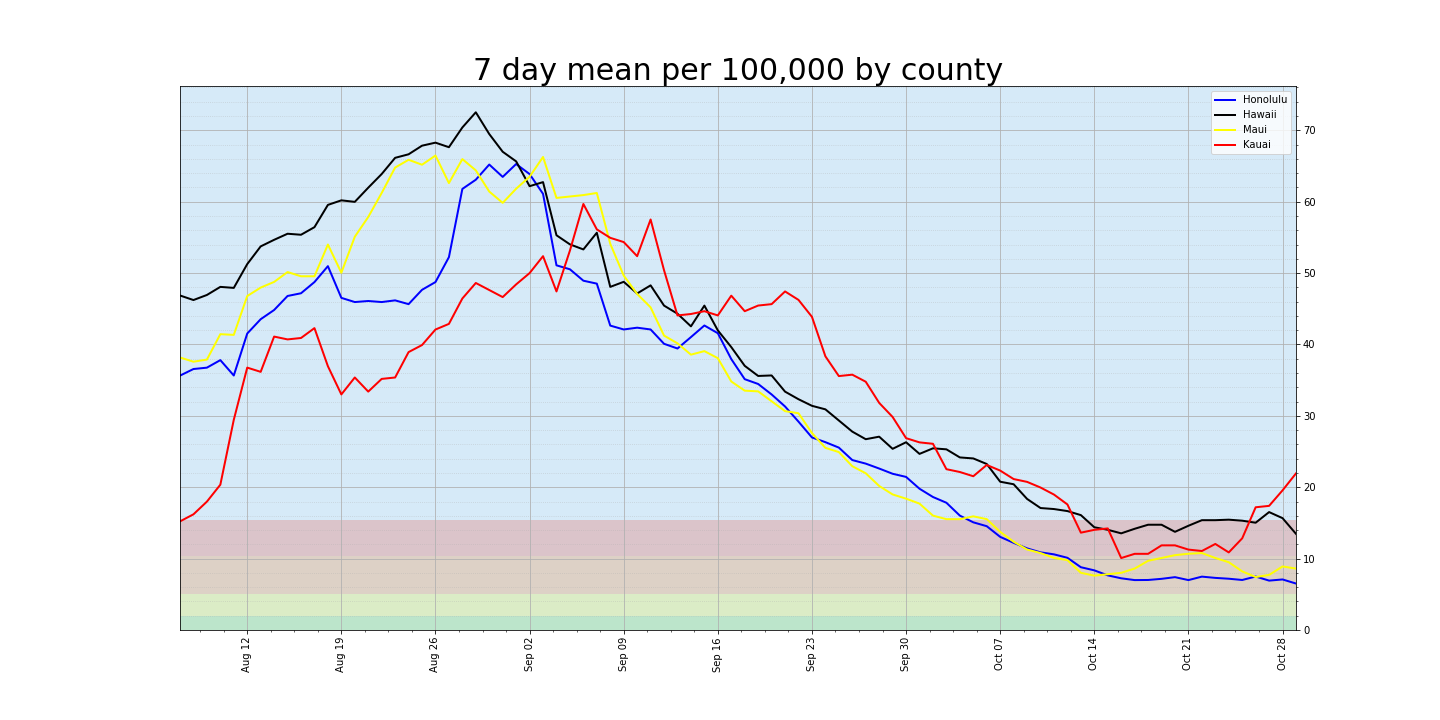 7 day mean per 100,000 by county
Honolulu
Hawaii
Maui
Kauai
70
60
50
40
30
20
10
0
Aug 12
Aug 19
Aug 26
Sep 02
Sep 09
Sep 16
Sep 23
Sep 30
Oct 07
Oct 14
Oct 21
Oct 28